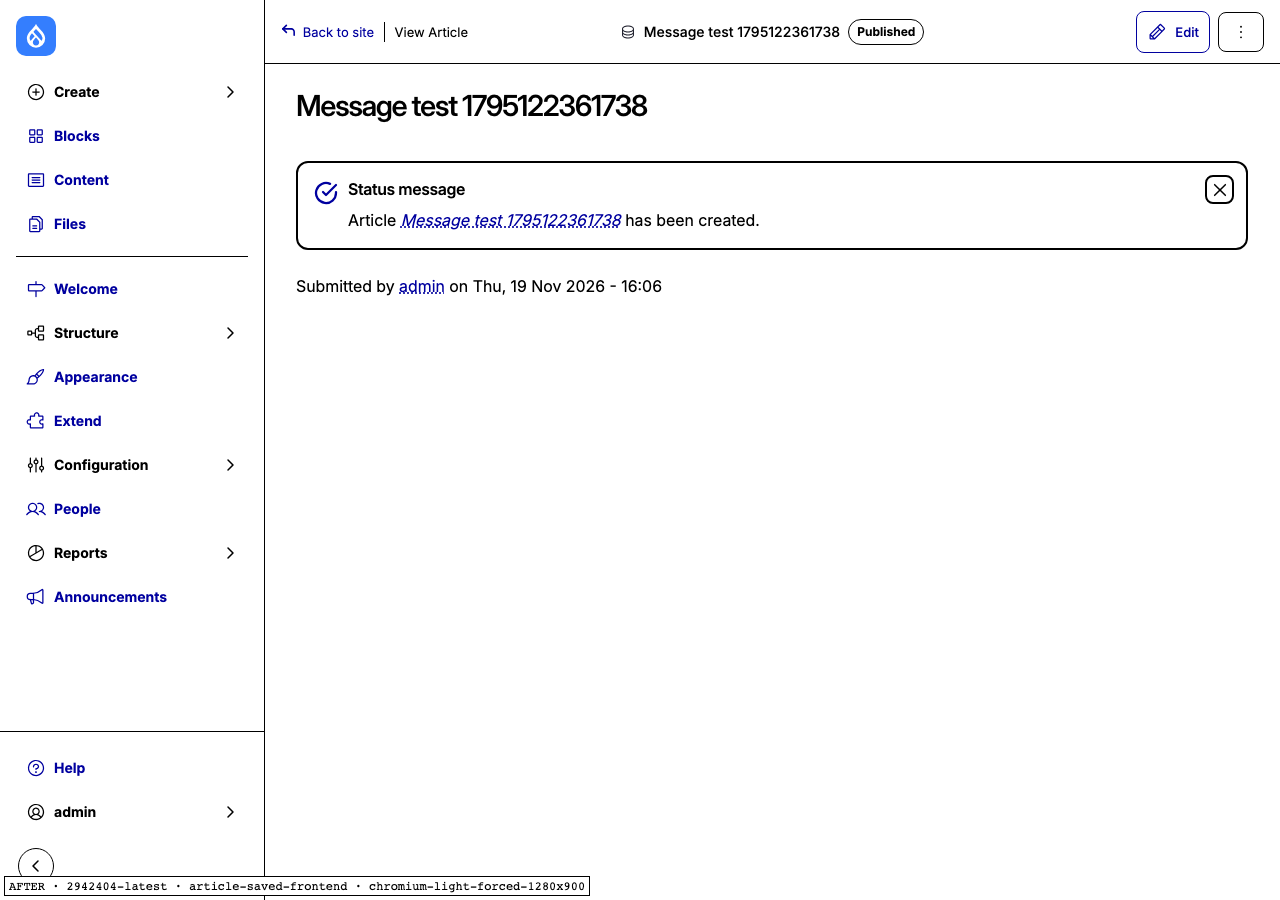 Create
Blocks
Content
Files
Welcome
Structure
Appearance
Extend
Configuration
People
Reports
Announcements
Help
admin
Back to site
View Article
Message test 1795122361738
Published
Edit
Message test 1795122361738
Status message
Article Message test 1795122361738 has been created.
Submitted by admin on Thu, 19 Nov 2026 - 16:06
AFTER · 2942404-latest · article-saved-frontend · chromium-light-forced-1280x900